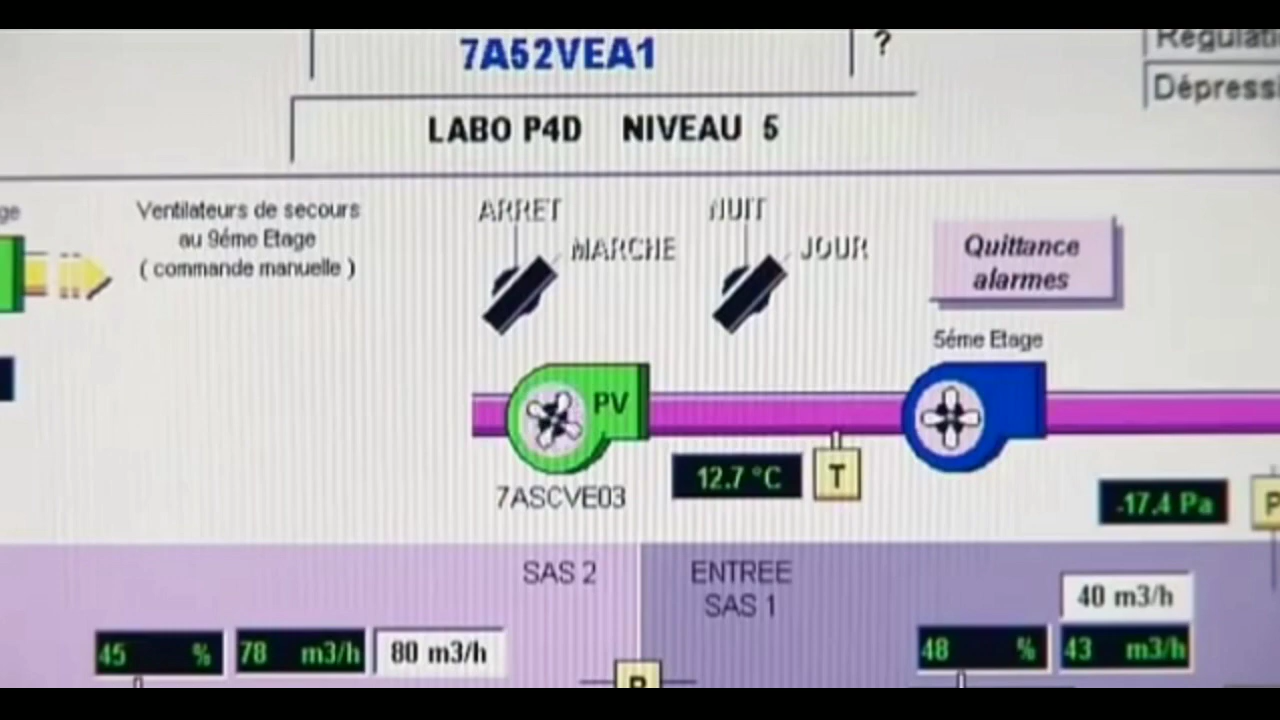 7A52VEA1
?
Régulati
Dépressi
LABO P4D NIVEAU 5
ge
Ventilateurs de secours
au 9éme Etage
( commande manuelle )
ARRET
MARCHE
NUIT
JOUR
Quittance
alarmes
5éme Etage
PV
7ASCVE03
12.7 °C
T
-17.4 Pa
P
SAS 2
ENTREE
SAS 1
40 m3/h
45 %
78 m3/h
80 m3/h
48 %
43 m3/h